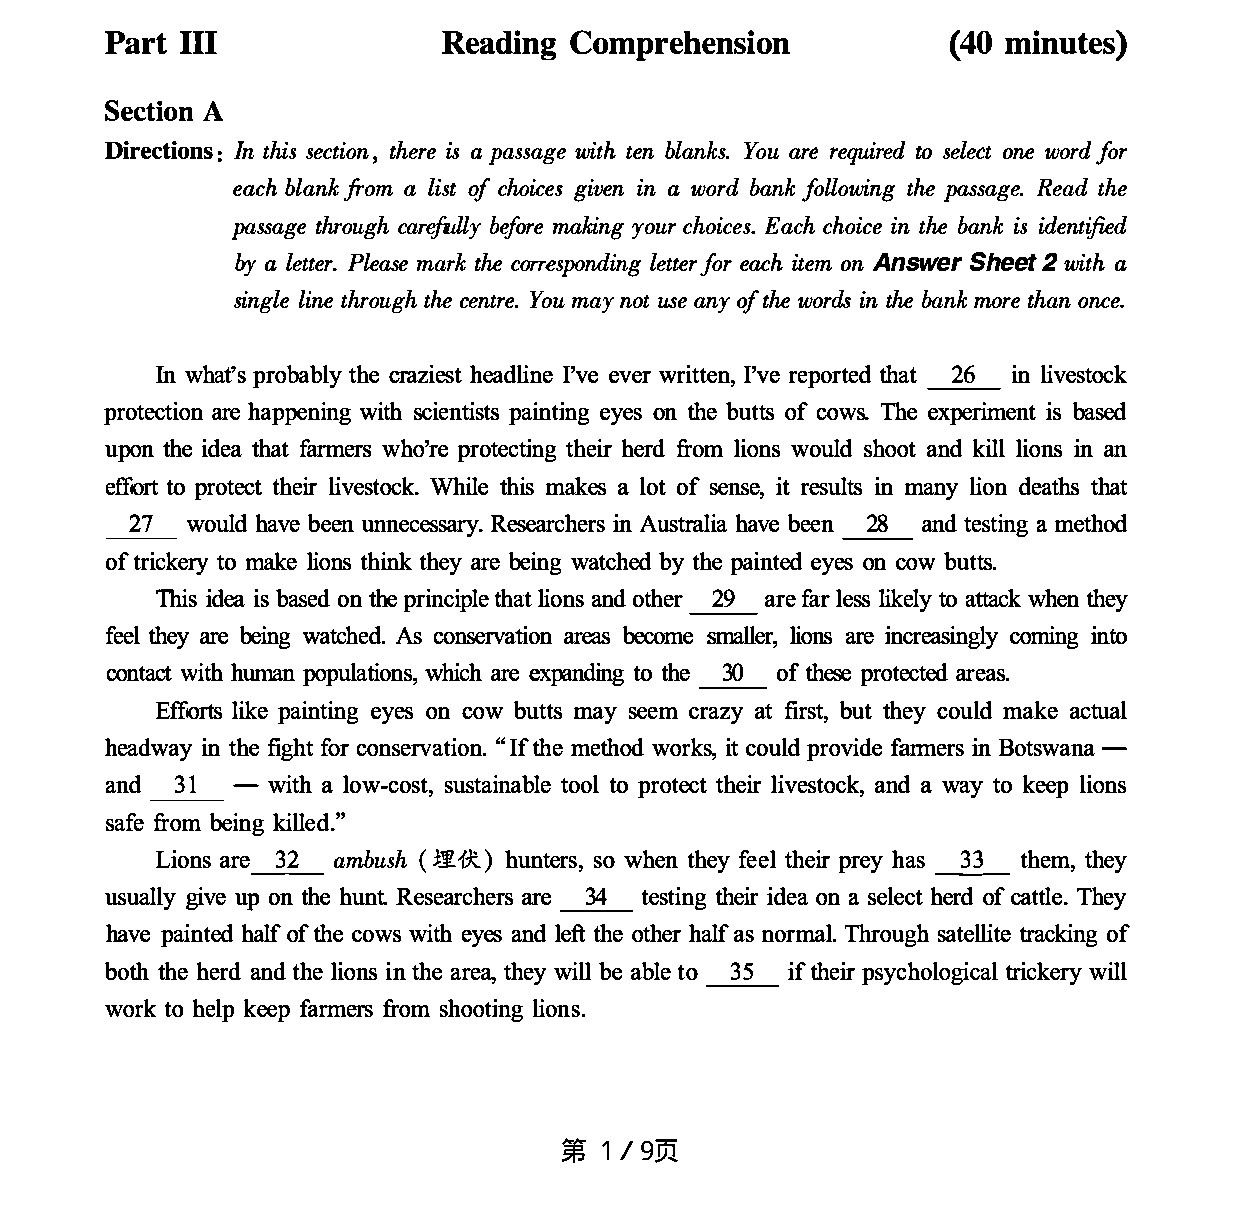 Part III Reading Comprehension (40 minutes)
Section A
Directions: In this section, there is a passage with ten blanks. You are required to select one word for
each blank from a list of choices given in a word bank following the passage. Read the
passage through carefully before making your choices. Each choice in the bank is identified
by a letter. Please mark the corresponding letter for each item on Answer Sheet 2 with a
single line through the centre. You may not use any of the words in the bank more than once.
In what's probably the craziest headline I've ever written, I've reported that 26 in livestock
protection are happening with scientists painting eyes on the butts of cows. The experiment is based
upon the idea that farmers who're protecting their herd from lions would shoot and kill lions in an
effort to protect their livestock. While this makes a lot of sense, it results in many lion deaths that
27 would have been unnecessary. Researchers in Australia have been 28 and testing a method
of trickery to make lions think they are being watched by the painted eyes on cow butts.
This idea is based on the principle that lions and other 29 are far less likely to attack when they
feel they are being watched. As conservation areas become smaller, lions are increasingly coming into
contact with human populations, which are expanding to the 30 of these protected areas.
Efforts like painting eyes on cow butts may seem crazy at first, but they could make actual
headway in the fight for conservation. “If the method works, it could provide farmers in Botswana —
and 31 — with a low-cost, sustainable tool to protect their livestock, and a way to keep lions
safe from being killed.”
Lions are 32 ambush (埋伏) hunters, so when they feel their prey has 33 them, they
usually give up on the hunt. Researchers are 34 testing their idea on a select herd of cattle. They
have painted half of the cows with eyes and left the other half as normal. Through satellite tracking of
both the herd and the lions in the area, they will be able to 35 if their psychological trickery will
work to help keep farmers from shooting lions.
第 1 / 9页